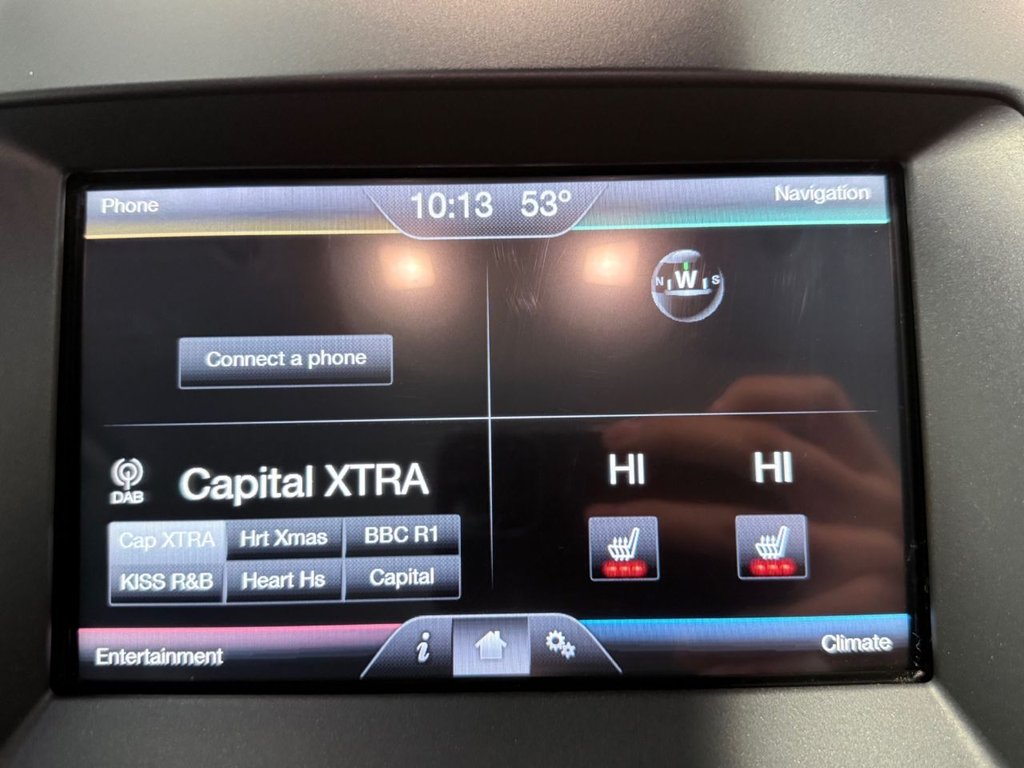 Phone
10:13 53°
Navigation
N W S
Connect a phone
DAB
Capital XTRA
Cap XTRA
Hrt Xmas
BBC R1
KISS R&B
Heart Hs
Capital
HI
HI
Entertainment
i
Climate